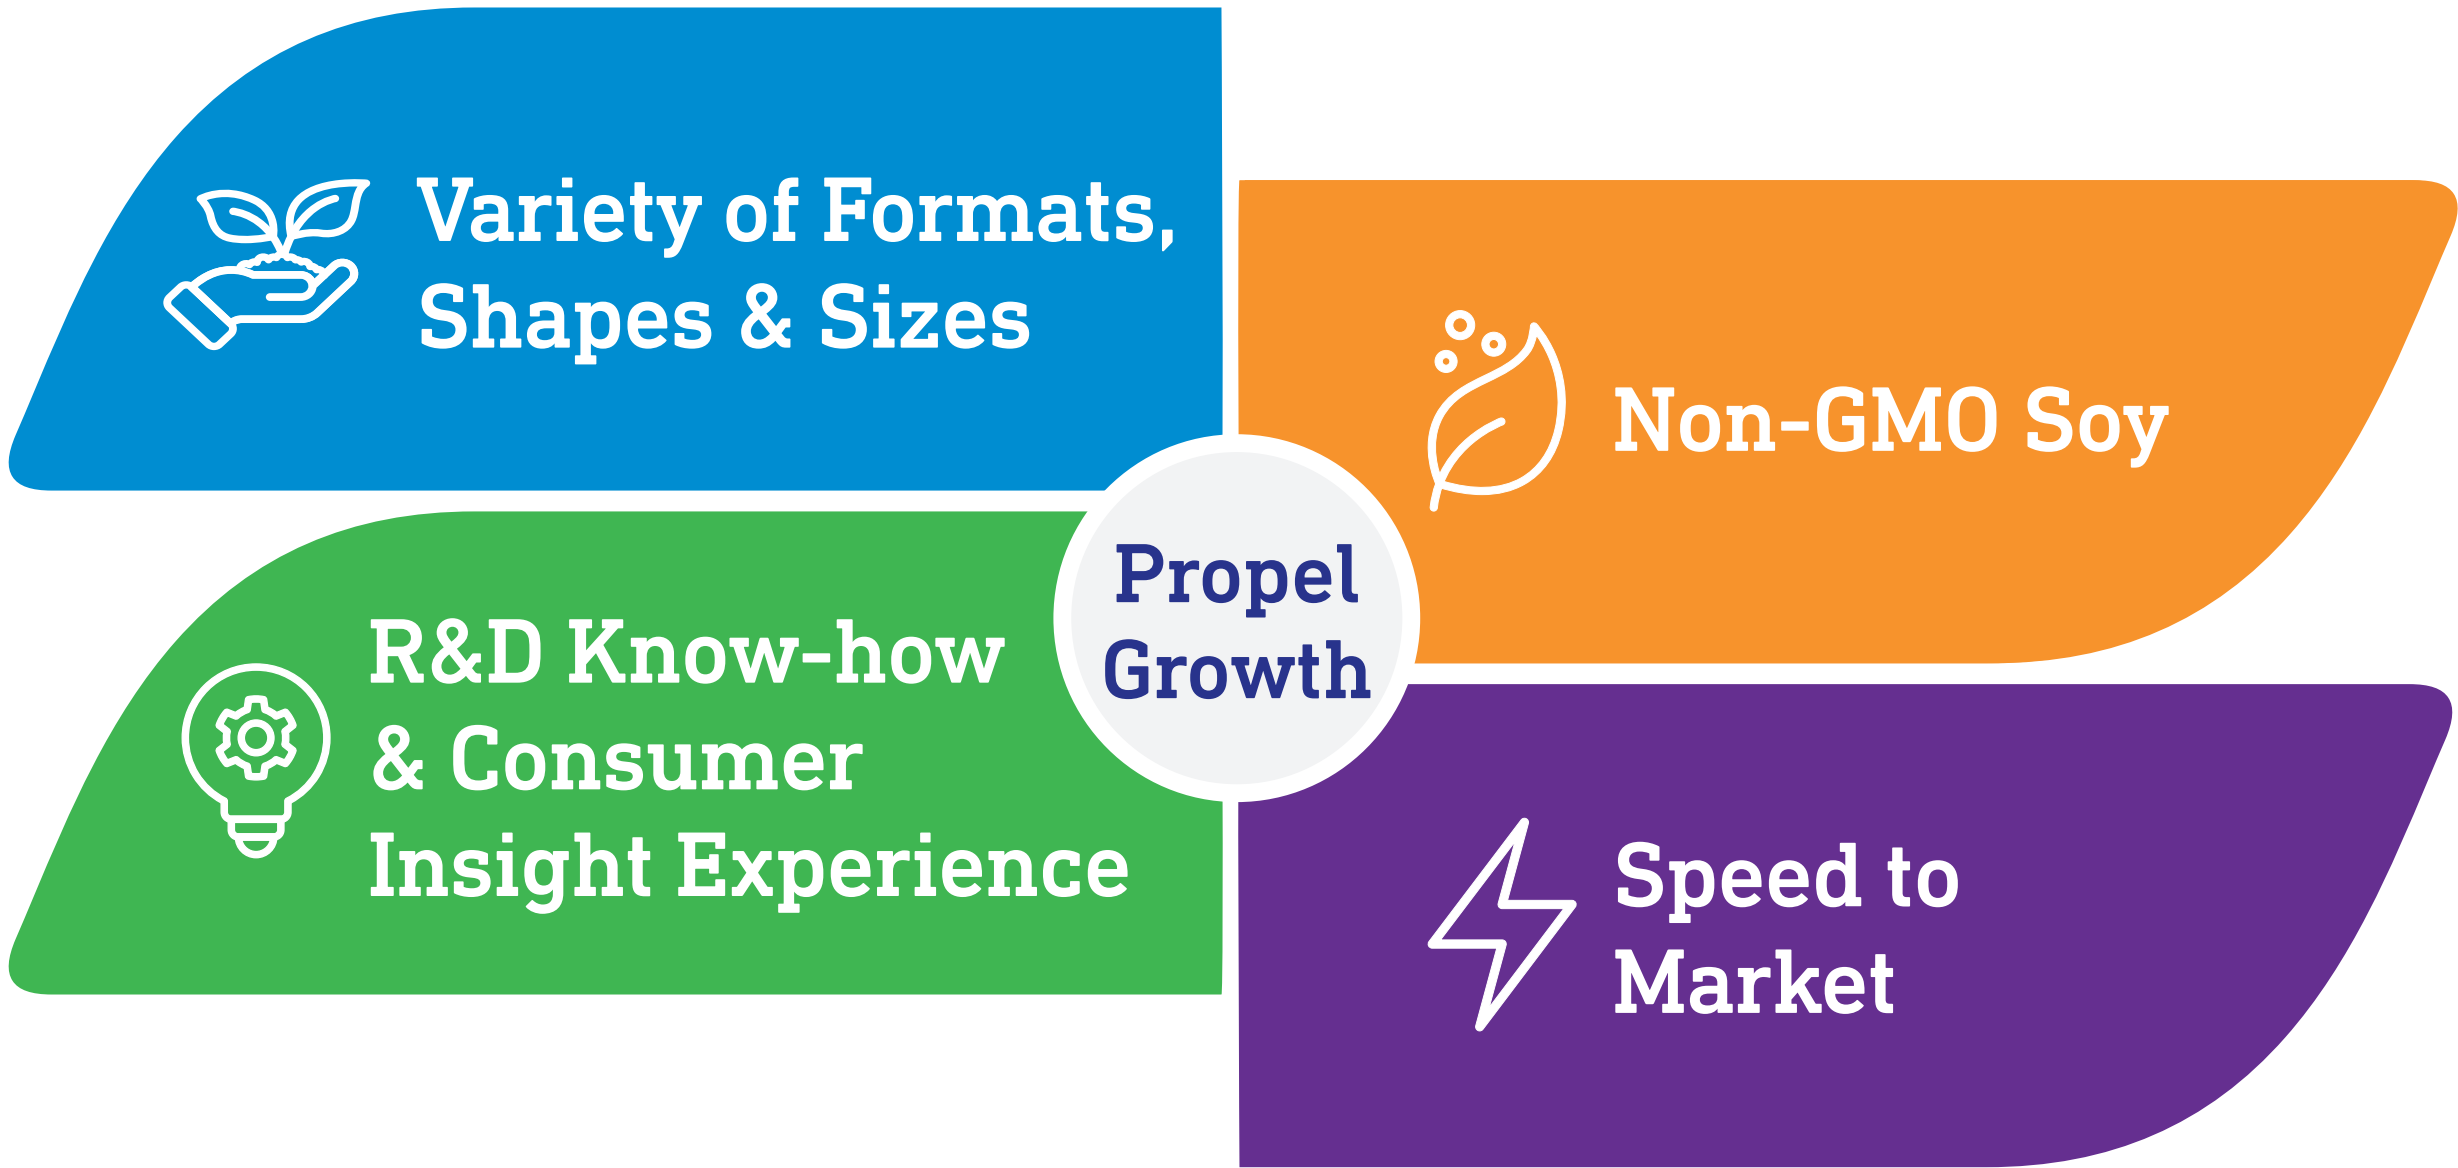 Variety of Formats,
Shapes & Sizes
Non-GMO Soy
Propel
Growth
R&D Know-how
& Consumer
Insight Experience
Speed to
Market